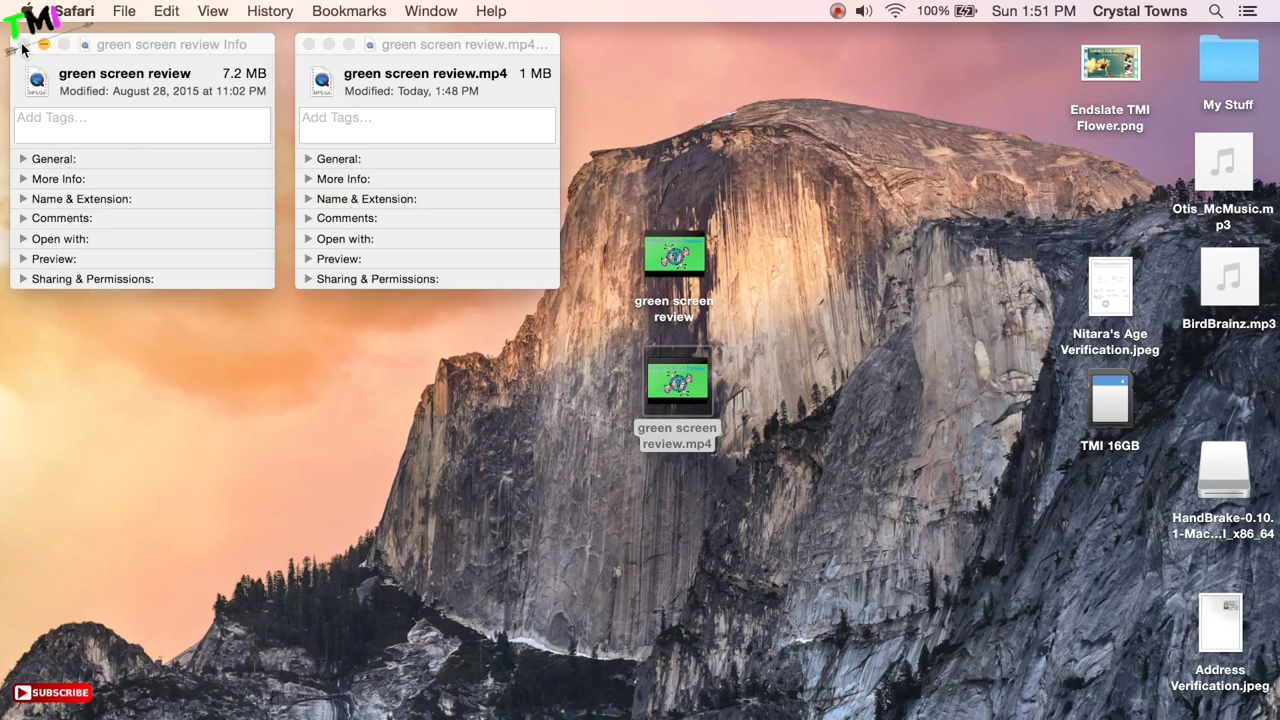 Safari File Edit View History Bookmarks Window Help
100% Sun 1:51 PM Crystal Towns
TMI
green screen review Info
green screen review 7.2 MB
Modified: August 28, 2015 at 11:02 PM
Add Tags…
General:
More Info:
Name & Extension:
Comments:
Open with:
Preview:
Sharing & Permissions:
green screen review.mp4…
green screen review.mp4 1 MB
Modified: Today, 1:48 PM
Add Tags…
General:
More Info:
Name & Extension:
Comments:
Open with:
Preview:
Sharing & Permissions:
green screen
review
green screen
review.mp4
Endslate TMI
Flower.png
My Stuff
Otis_McMusic.m
p3
Nitara's Age
Verification.jpeg
BirdBrainz.mp3
TMI 16GB
HandBrake-0.10.
1-Mac...I_x86_64
Address
Verification.jpeg
SUBSCRIBE